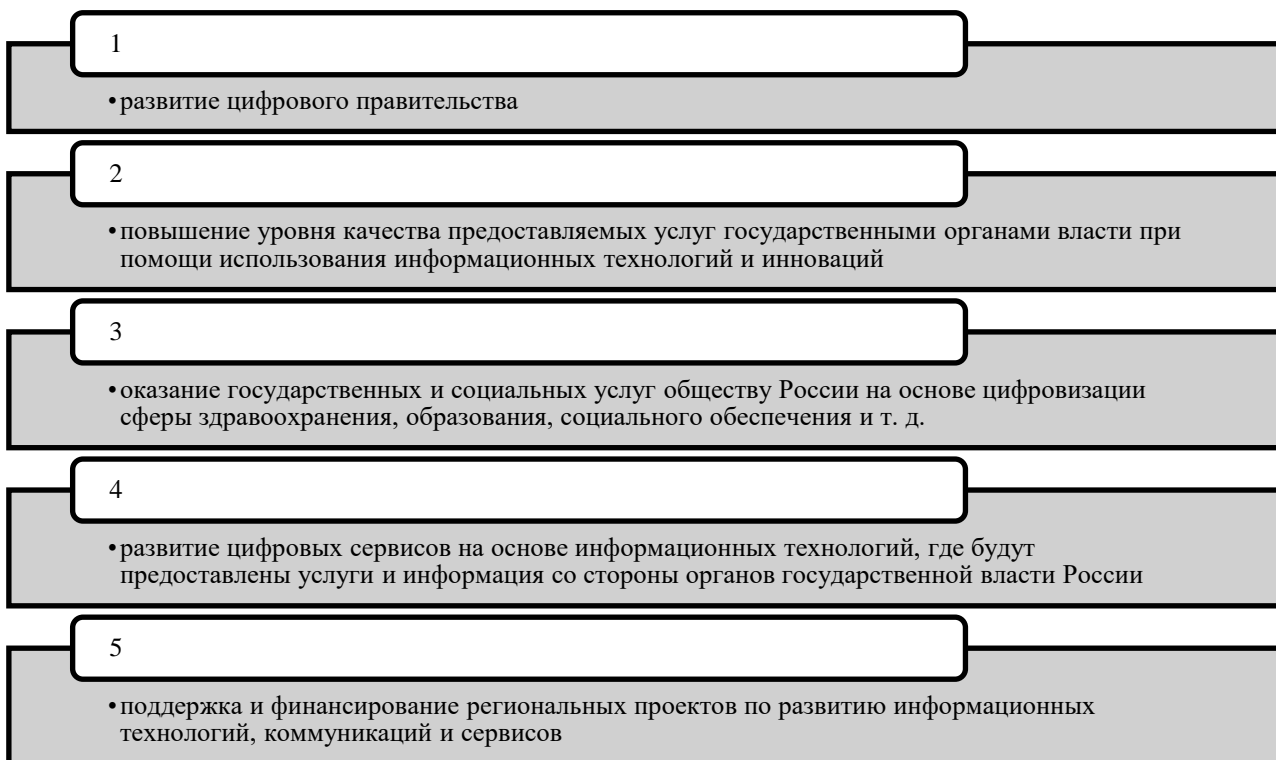 1
•развитие цифрового правительства
2
•повышение уровня качества предоставляемых услуг государственными органами власти при
помощи использования информационных технологий и инноваций
3
•оказание государственных и социальных услуг обществу России на основе цифровизации
сферы здравоохранения, образования, социального обеспечения и т. д.
4
•развитие цифровых сервисов на основе информационных технологий, где будут
предоставлены услуги и информация со стороны органов государственной власти России
5
•поддержка и финансирование региональных проектов по развитию информационных
технологий, коммуникаций и сервисов